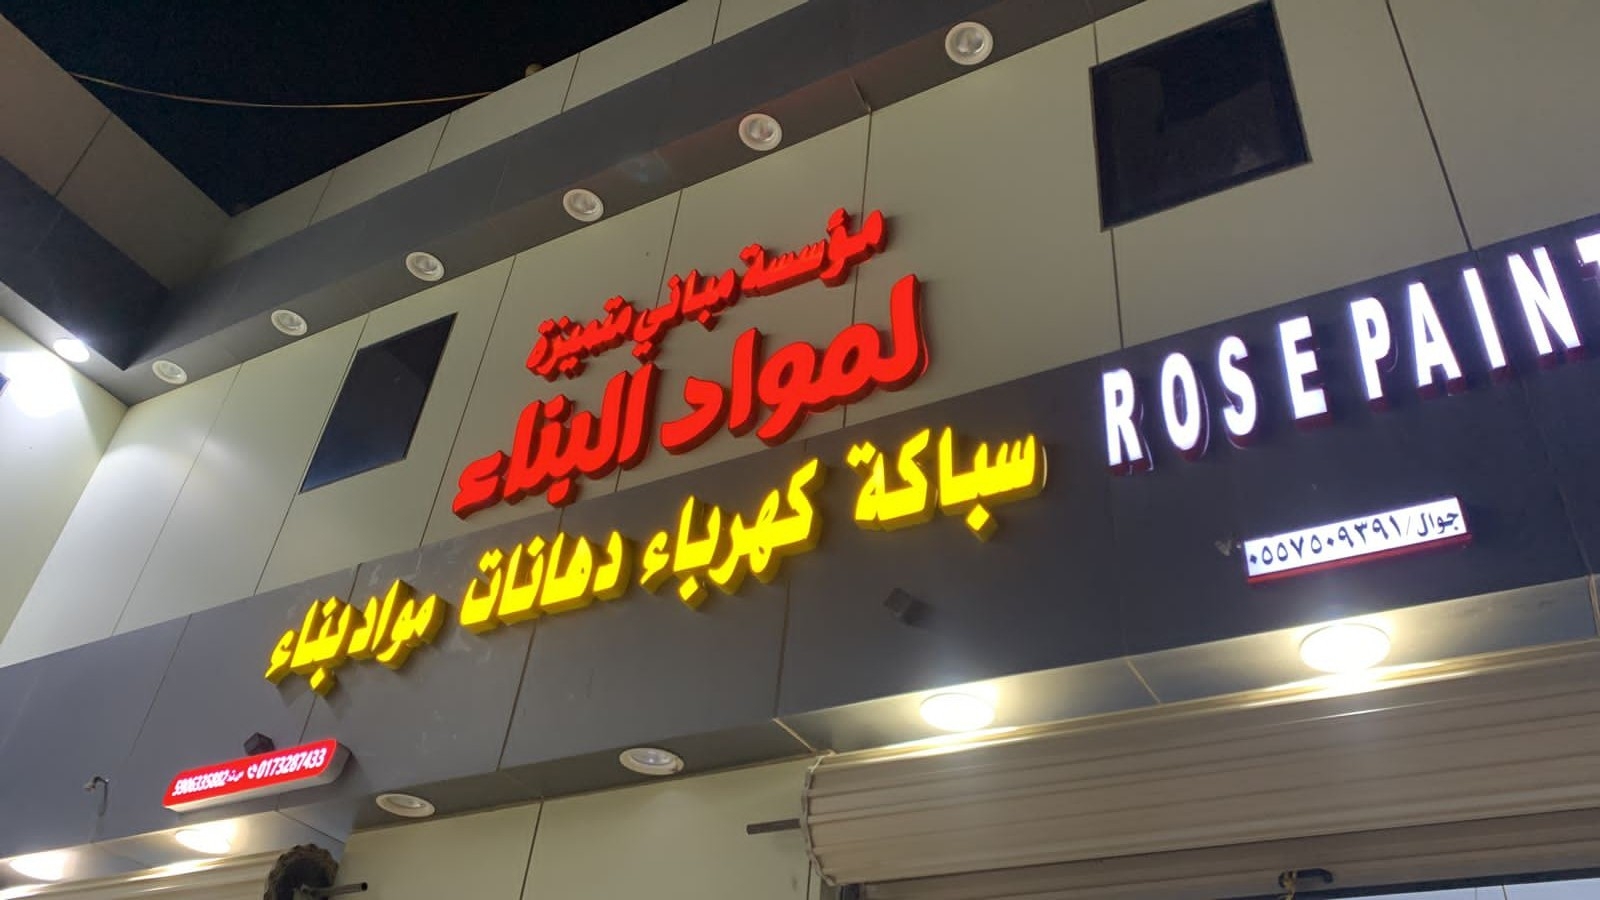 مؤسسة مباني متميزة
لمواد البناء
سباكة كهرباء دهانات مواد بناء
ROSE PAINT
جوال/٠٥٥٧٥٠٩٣٩١
0173287433